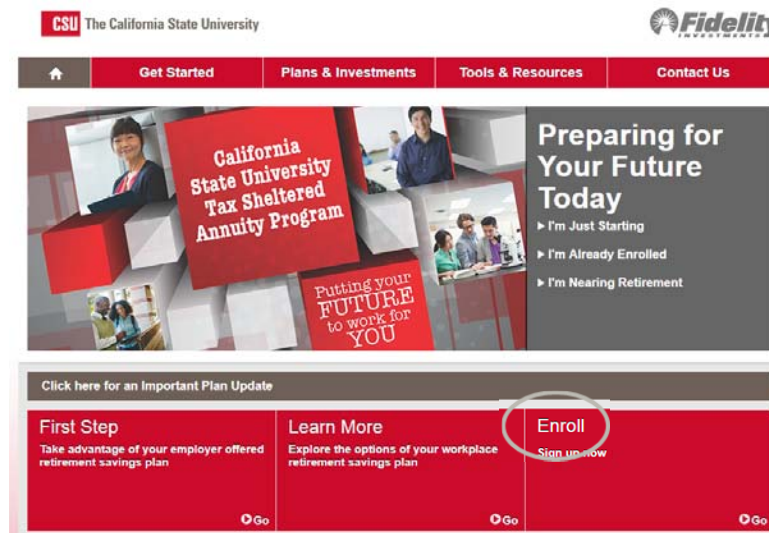 CSU The California State University
Fidelity
INVESTMENTS
Get Started
Plans & Investments
Tools & Resources
Contact Us
California
State University
Tax Sheltered
Annuity Program
Putting your
FUTURE
to work for
YOU
Preparing for
Your Future
Today
I'm Just Starting
I'm Already Enrolled
I'm Nearing Retirement
Click here for an Important Plan Update
First Step
Take advantage of your employer offered
retirement savings plan
Go
Learn More
Explore the options of your workplace
retirement savings plan
Go
Enroll
Sign up now
Go